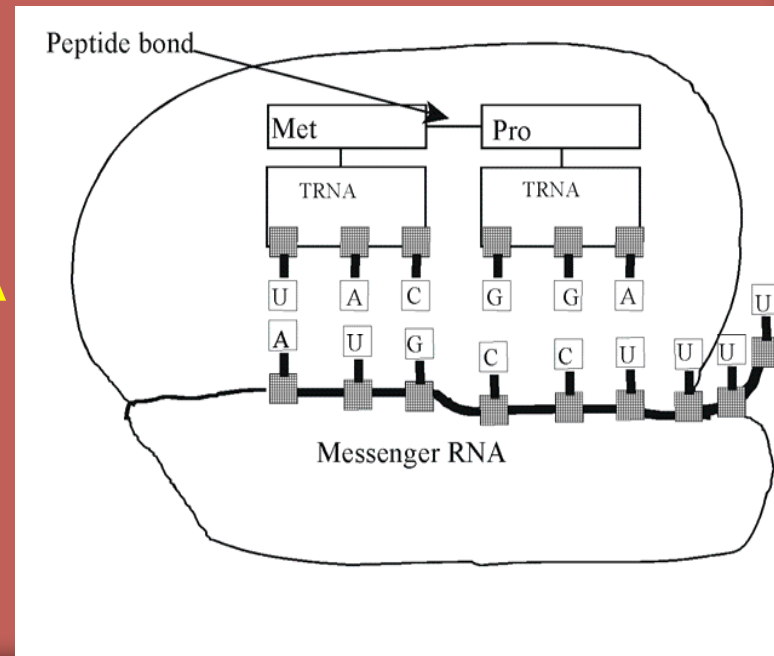 Peptide bond
Met Pro
TRNA TRNA
U A C G G A
U
A U G C C U U U
Messenger RNA